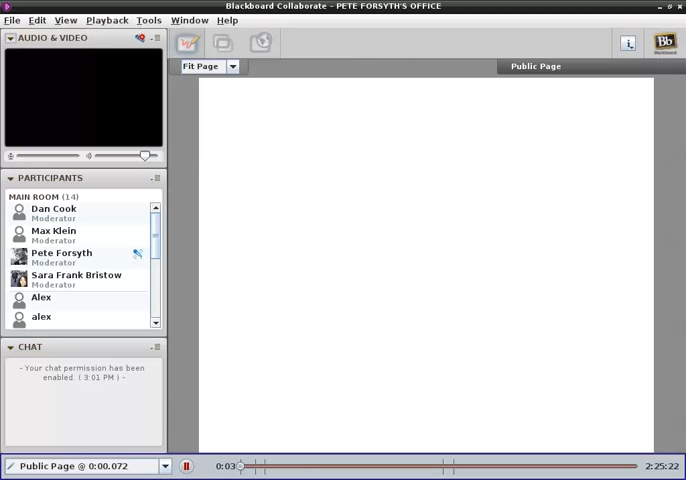 Blackboard Collaborate - PETE FORSYTH'S OFFICE
File Edit View Playback Tools Window Help
AUDIO & VIDEO
Fit Page
Public Page
Bb
PARTICIPANTS
MAIN ROOM (14)
Dan Cook
Moderator
Max Klein
Moderator
Pete Forsyth
Moderator
Sara Frank Bristow
Moderator
Alex
alex
CHAT
- Your chat permission has been
enabled. ( 3:01 PM ) -
Public Page @ 0:00.072
0:03
2:25:22